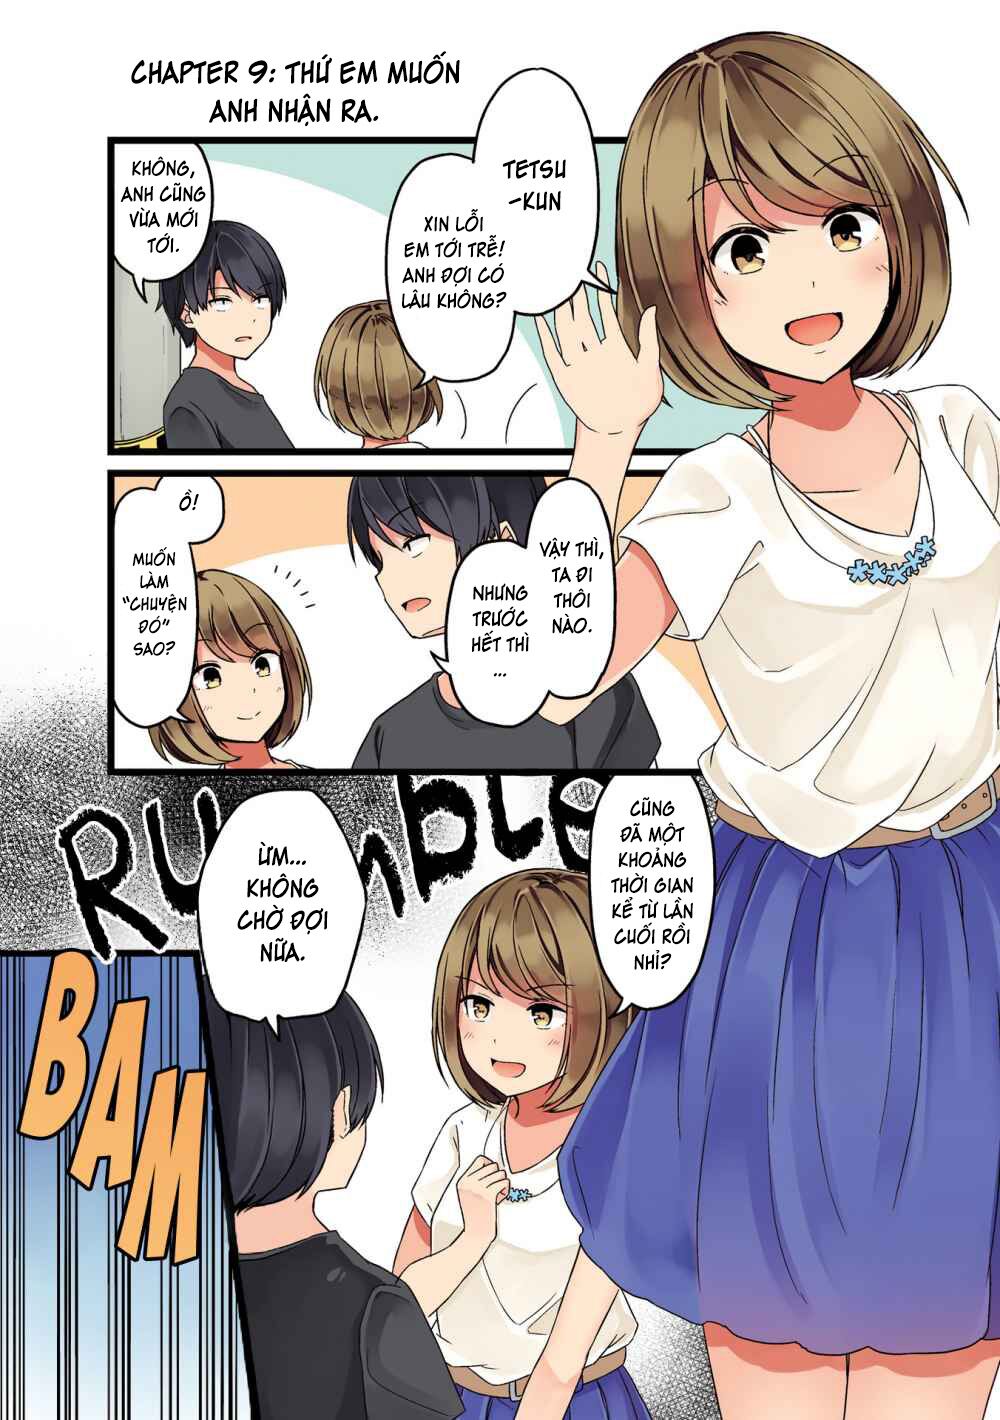 CHAPTER 9: THỨ EM MUỐN
ANH NHẬN RA.
TETSU
-KUN
XIN LỖI
EM TỚI TRỄ!
ANH ĐỢI CÓ
LÂU KHÔNG?
KHÔNG,
ANH CŨNG
VỪA MỚI
TỚI.
VẬY THÌ,
TA ĐI
THÔI
NÀO.
NHƯNG
TRƯỚC
HẾT THÌ
...
Ồ!
MUỐN
LÀM
“CHUYỆN
ĐÓ”
SAO?
CŨNG
ĐÃ MỘT
KHOẢNG
THỜI GIAN
KỂ TỪ LẦN
CUỐI RỒI
NHỈ?
RUMBLE
ỪM...
KHÔNG
CHỜ ĐỢI
NỮA.
BAM